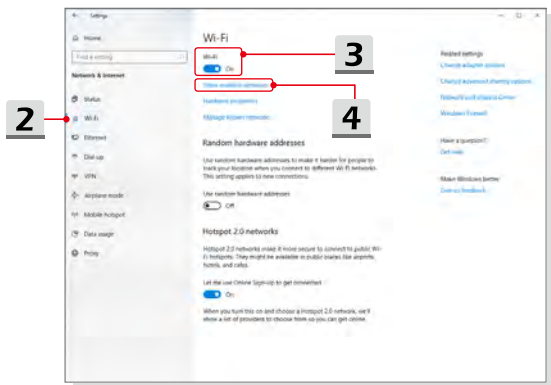 Settings
Home
Find a setting
Network & Internet
Status
Wi-Fi
Ethernet
Dial-up
VPN
Airplane mode
Mobile hotspot
Data usage
Proxy
2
Wi-Fi
Wi-Fi
On
3
Show available networks
4
Hardware properties
Manage known networks
Random hardware addresses
Use random hardware addresses to make it harder for people to
track your location when you connect to different Wi-Fi networks.
This setting applies to new connections.
Use random hardware addresses
Off
Hotspot 2.0 networks
Hotspot 2.0 networks make it more secure to connect to public Wi-
Fi hotspots. They might be available in public places like airports,
hotels, and cafes.
Let me use Online Sign-Up to get connected
On
When you turn this on and choose a Hotspot 2.0 network, we'll
show a list of providers to choose from so you can get online.
Related settings
Change adapter options
Change advanced sharing options
Network and Sharing Center
Windows Firewall
Have a question?
Get help
Make Windows better
Give us feedback